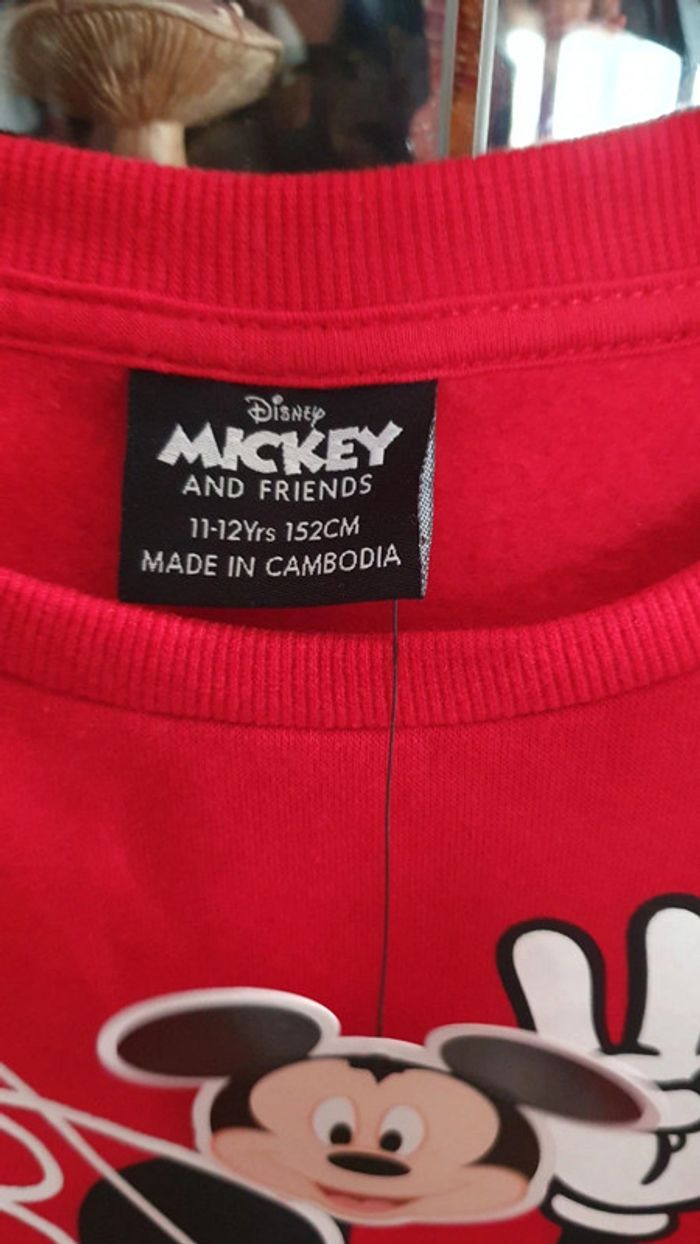 Disney
MICKEY
AND FRIENDS
11-12Yrs 152CM
MADE IN CAMBODIA